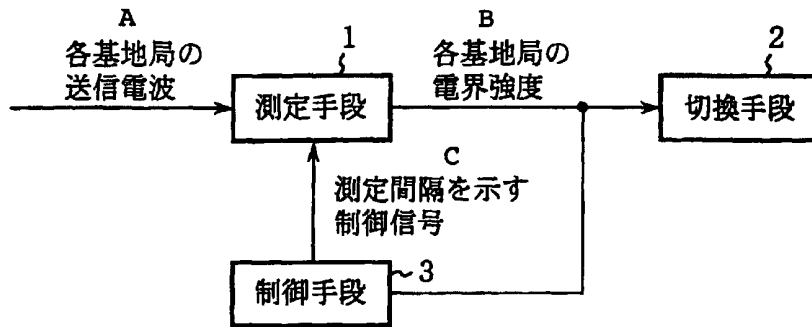 A
各基地局の
送信電波
1
測定手段
B
各基地局の
電界強度
2
切換手段
C
測定間隔を示す
制御信号
3
制御手段